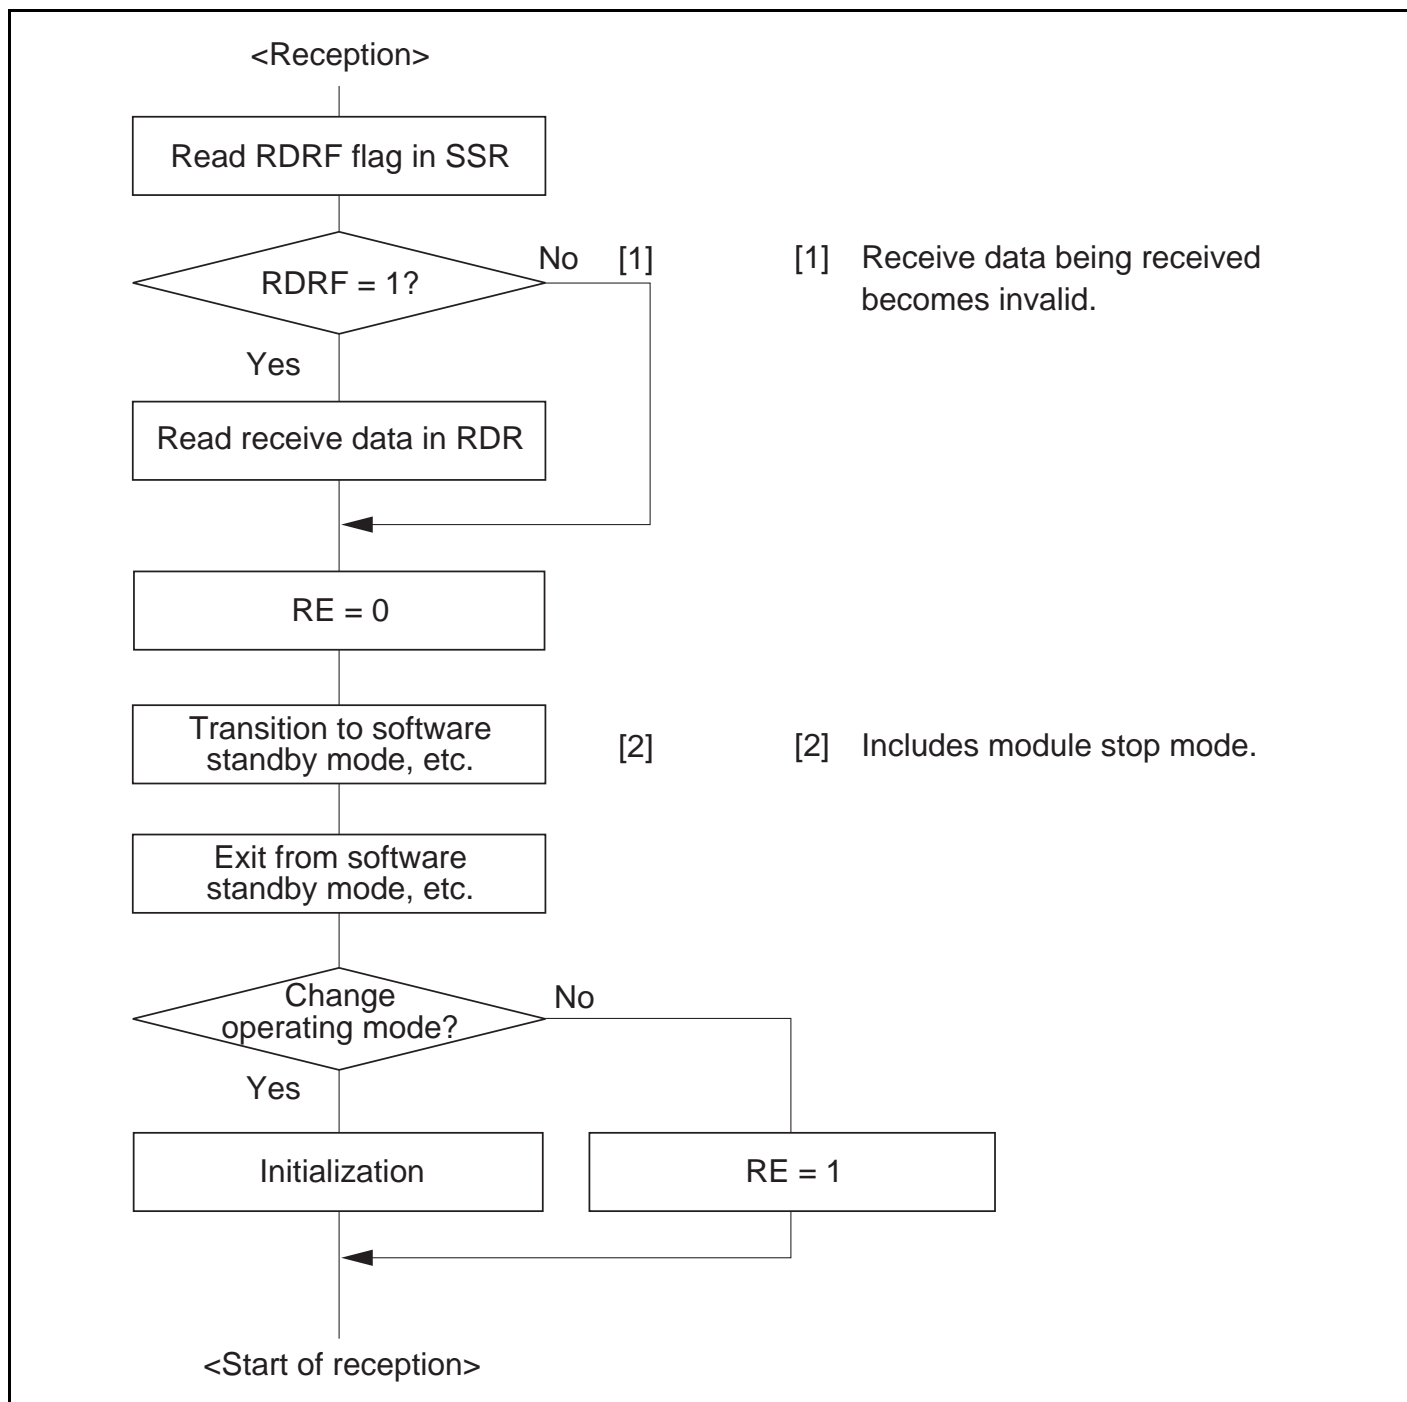 <Reception>
Read RDRF flag in SSR
RDRF = 1?
No [1]
[1] Receive data being received
becomes invalid.
Yes
Read receive data in RDR
RE = 0
Transition to software
standby mode, etc.
[2]
[2] Includes module stop mode.
Exit from software
standby mode, etc.
Change
operating mode?
No
Yes
Initialization
RE = 1
<Start of reception>